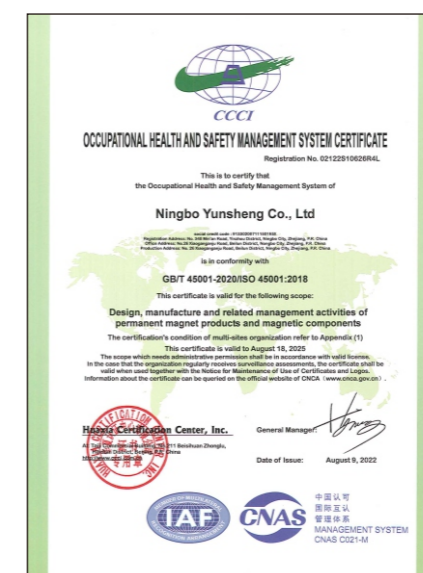 CCCI
OCCUPATIONAL HEALTH AND SAFETY MANAGEMENT SYSTEM CERTIFICATE
Registration No. 02122S10626R4L
This is to certify that
the Occupational Health and Safety Management System of
Ningbo Yunsheng Co., Ltd
is in conformity with
GB/T 45001-2020/ISO 45001:2018
This certificate is valid for the following scope:
Design, manufacture and related management activities of
permanent magnet products and magnetic components
The certification's condition of multi-sites organization refer to Appendix (1)
This certificate is valid to August 18, 2025
The scope which needs administrative permission shall be in accordance with valid license.
In the case that the organization regularly receives surveillance assessments, the certificate shall be
valid when used together with the Notice for Maintenance of Use of Certificates and Logos.
Information about the certificate can be queried on the official website of CNCA (www.cnca.gov.cn)
Huaxia Certification Center, Inc.
General Manager:
Date of Issue: August 9, 2022
IAF
CNAS
中国认可
国际互认
管理体系
MANAGEMENT SYSTEM
CNAS C021-M